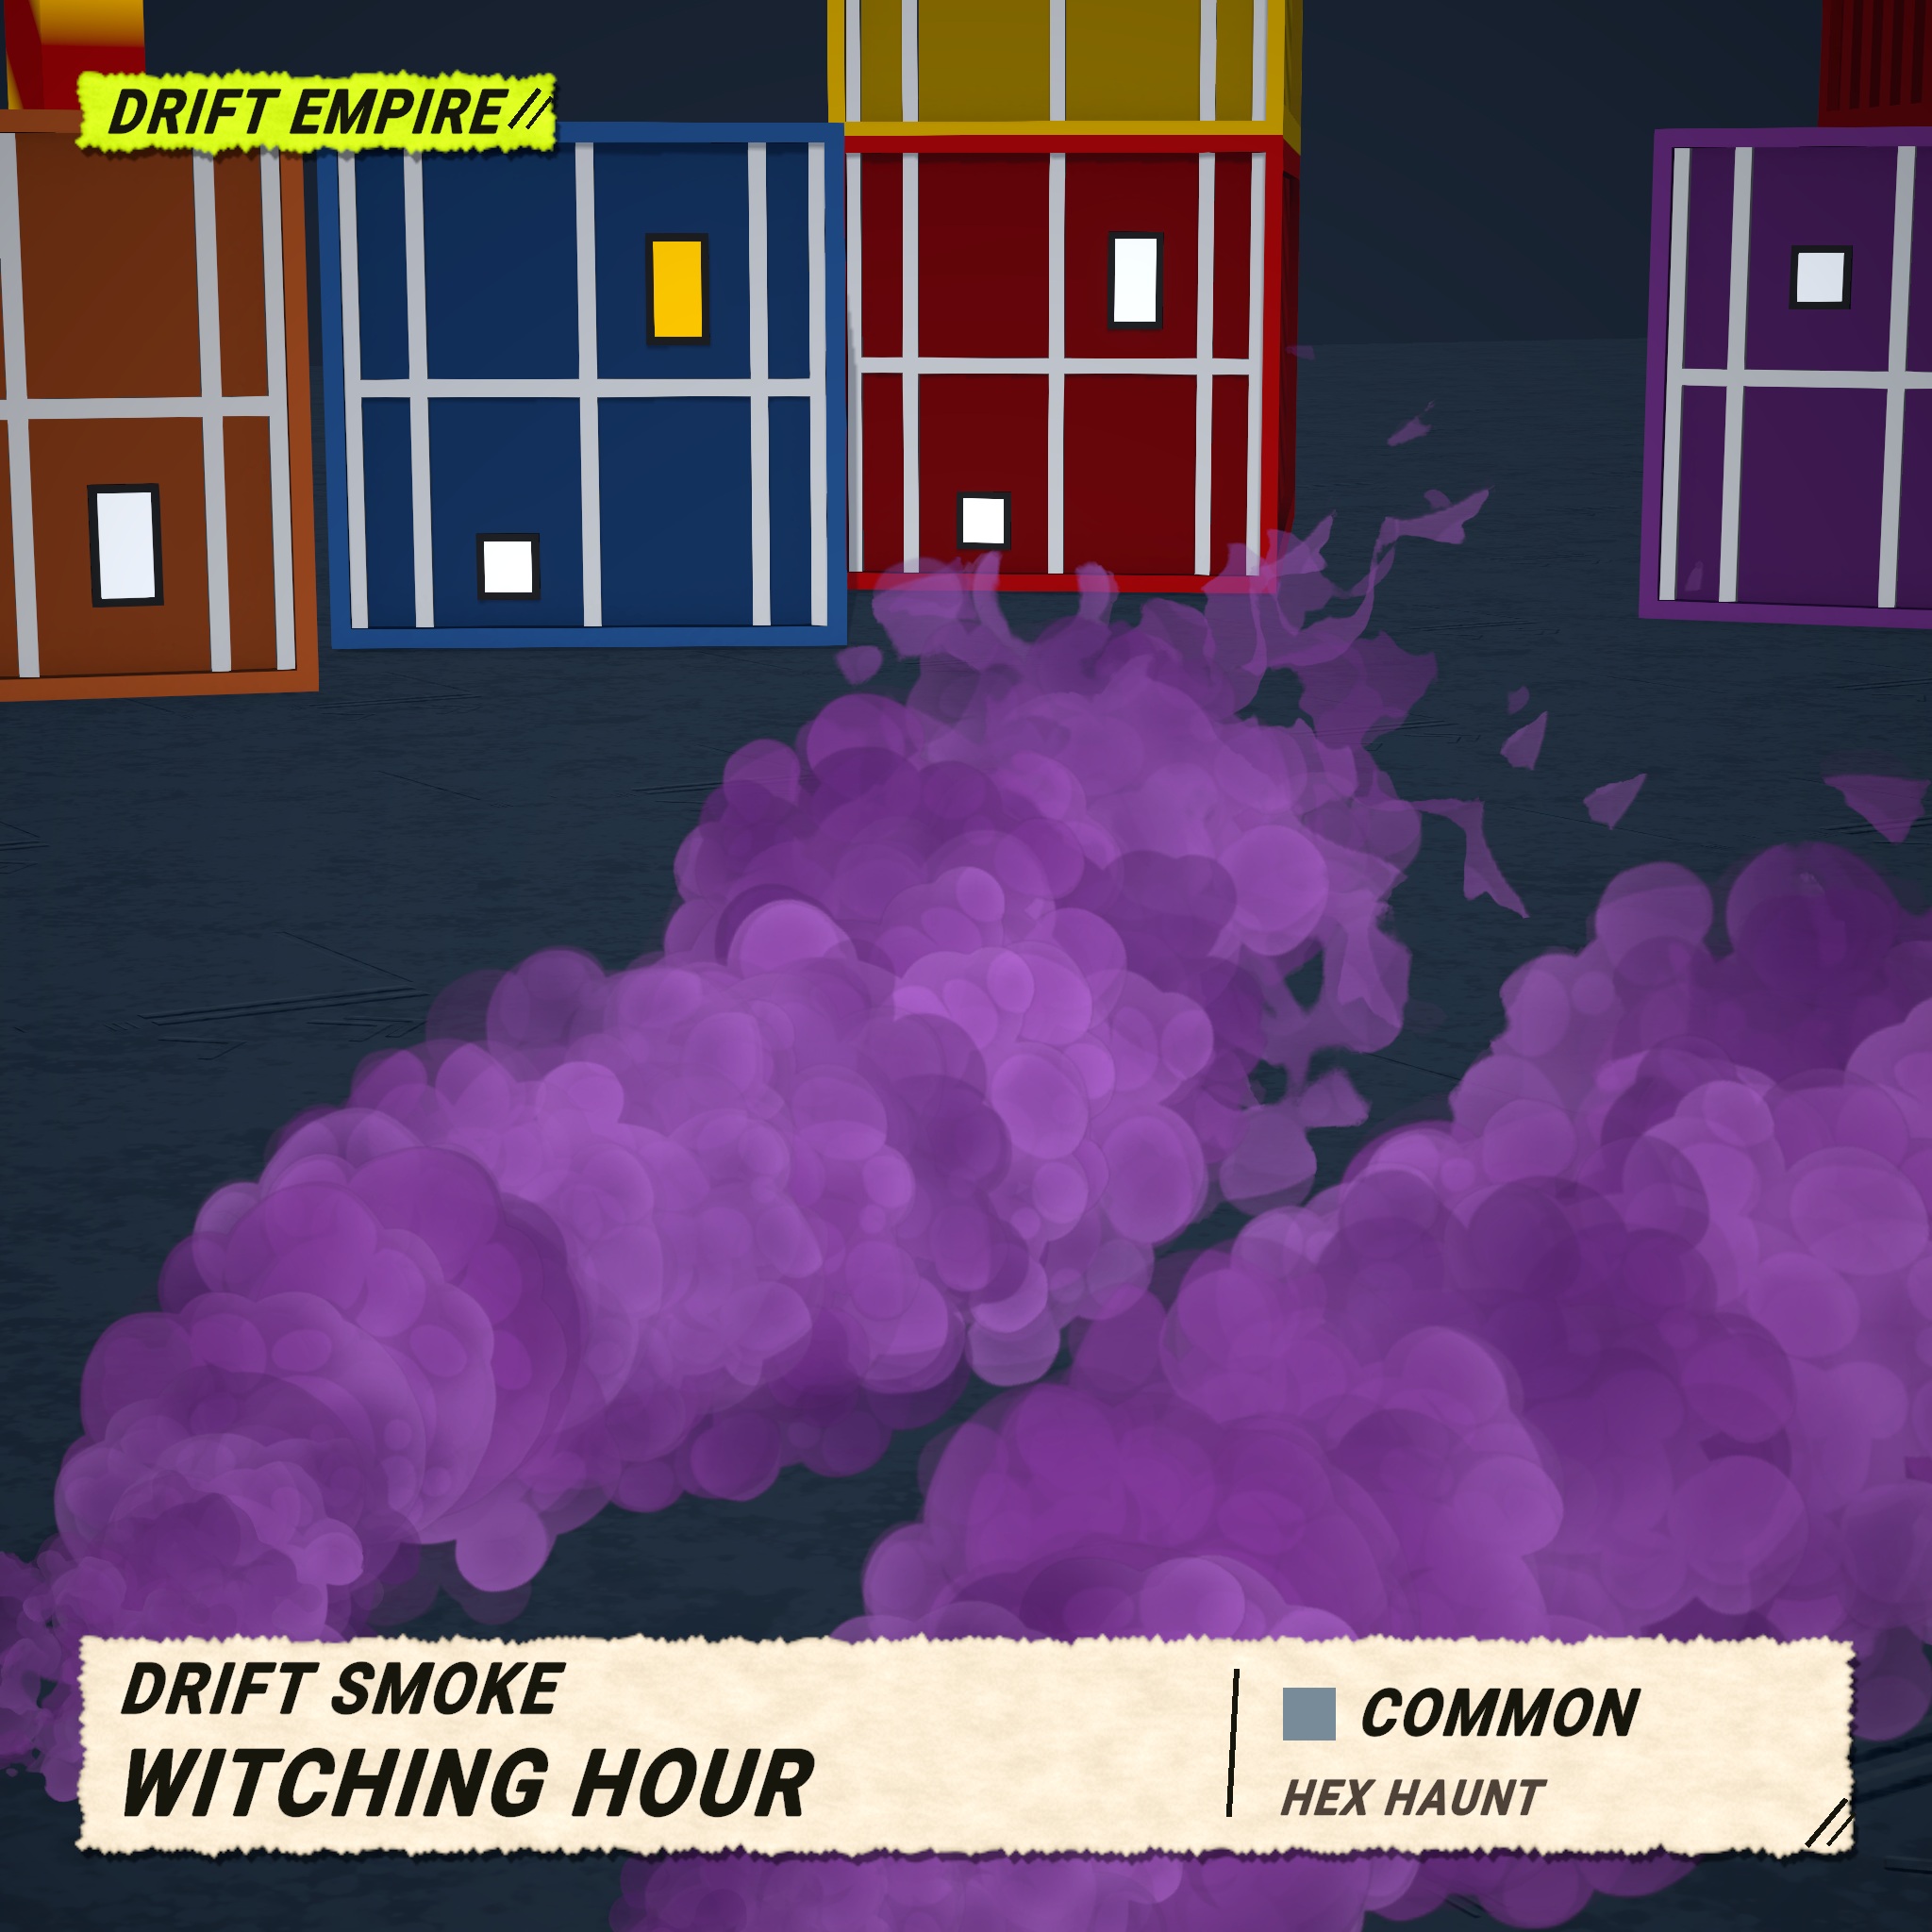 DRIFT EMPIRE//
DRIFT SMOKE
WITCHING HOUR
COMMON
HEX HAUNT